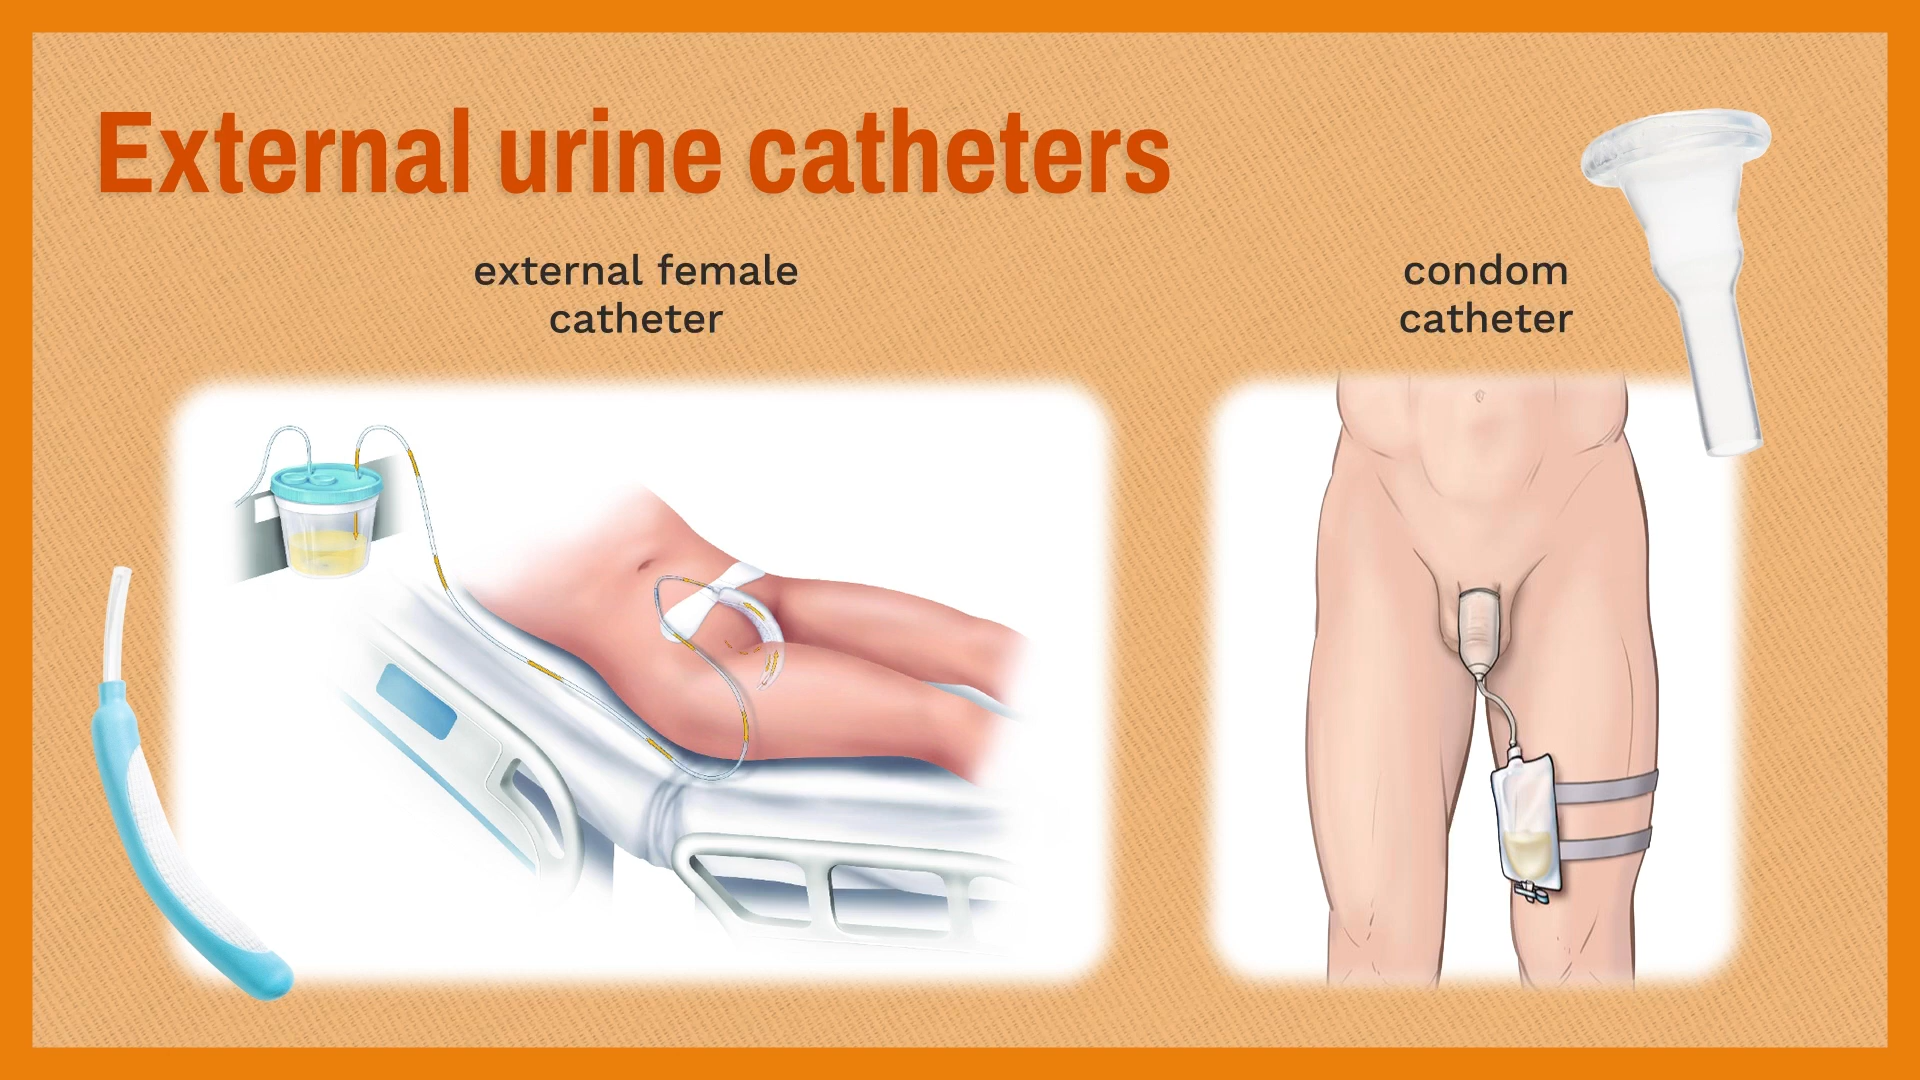 External urine catheters
external female
catheter
condom
catheter